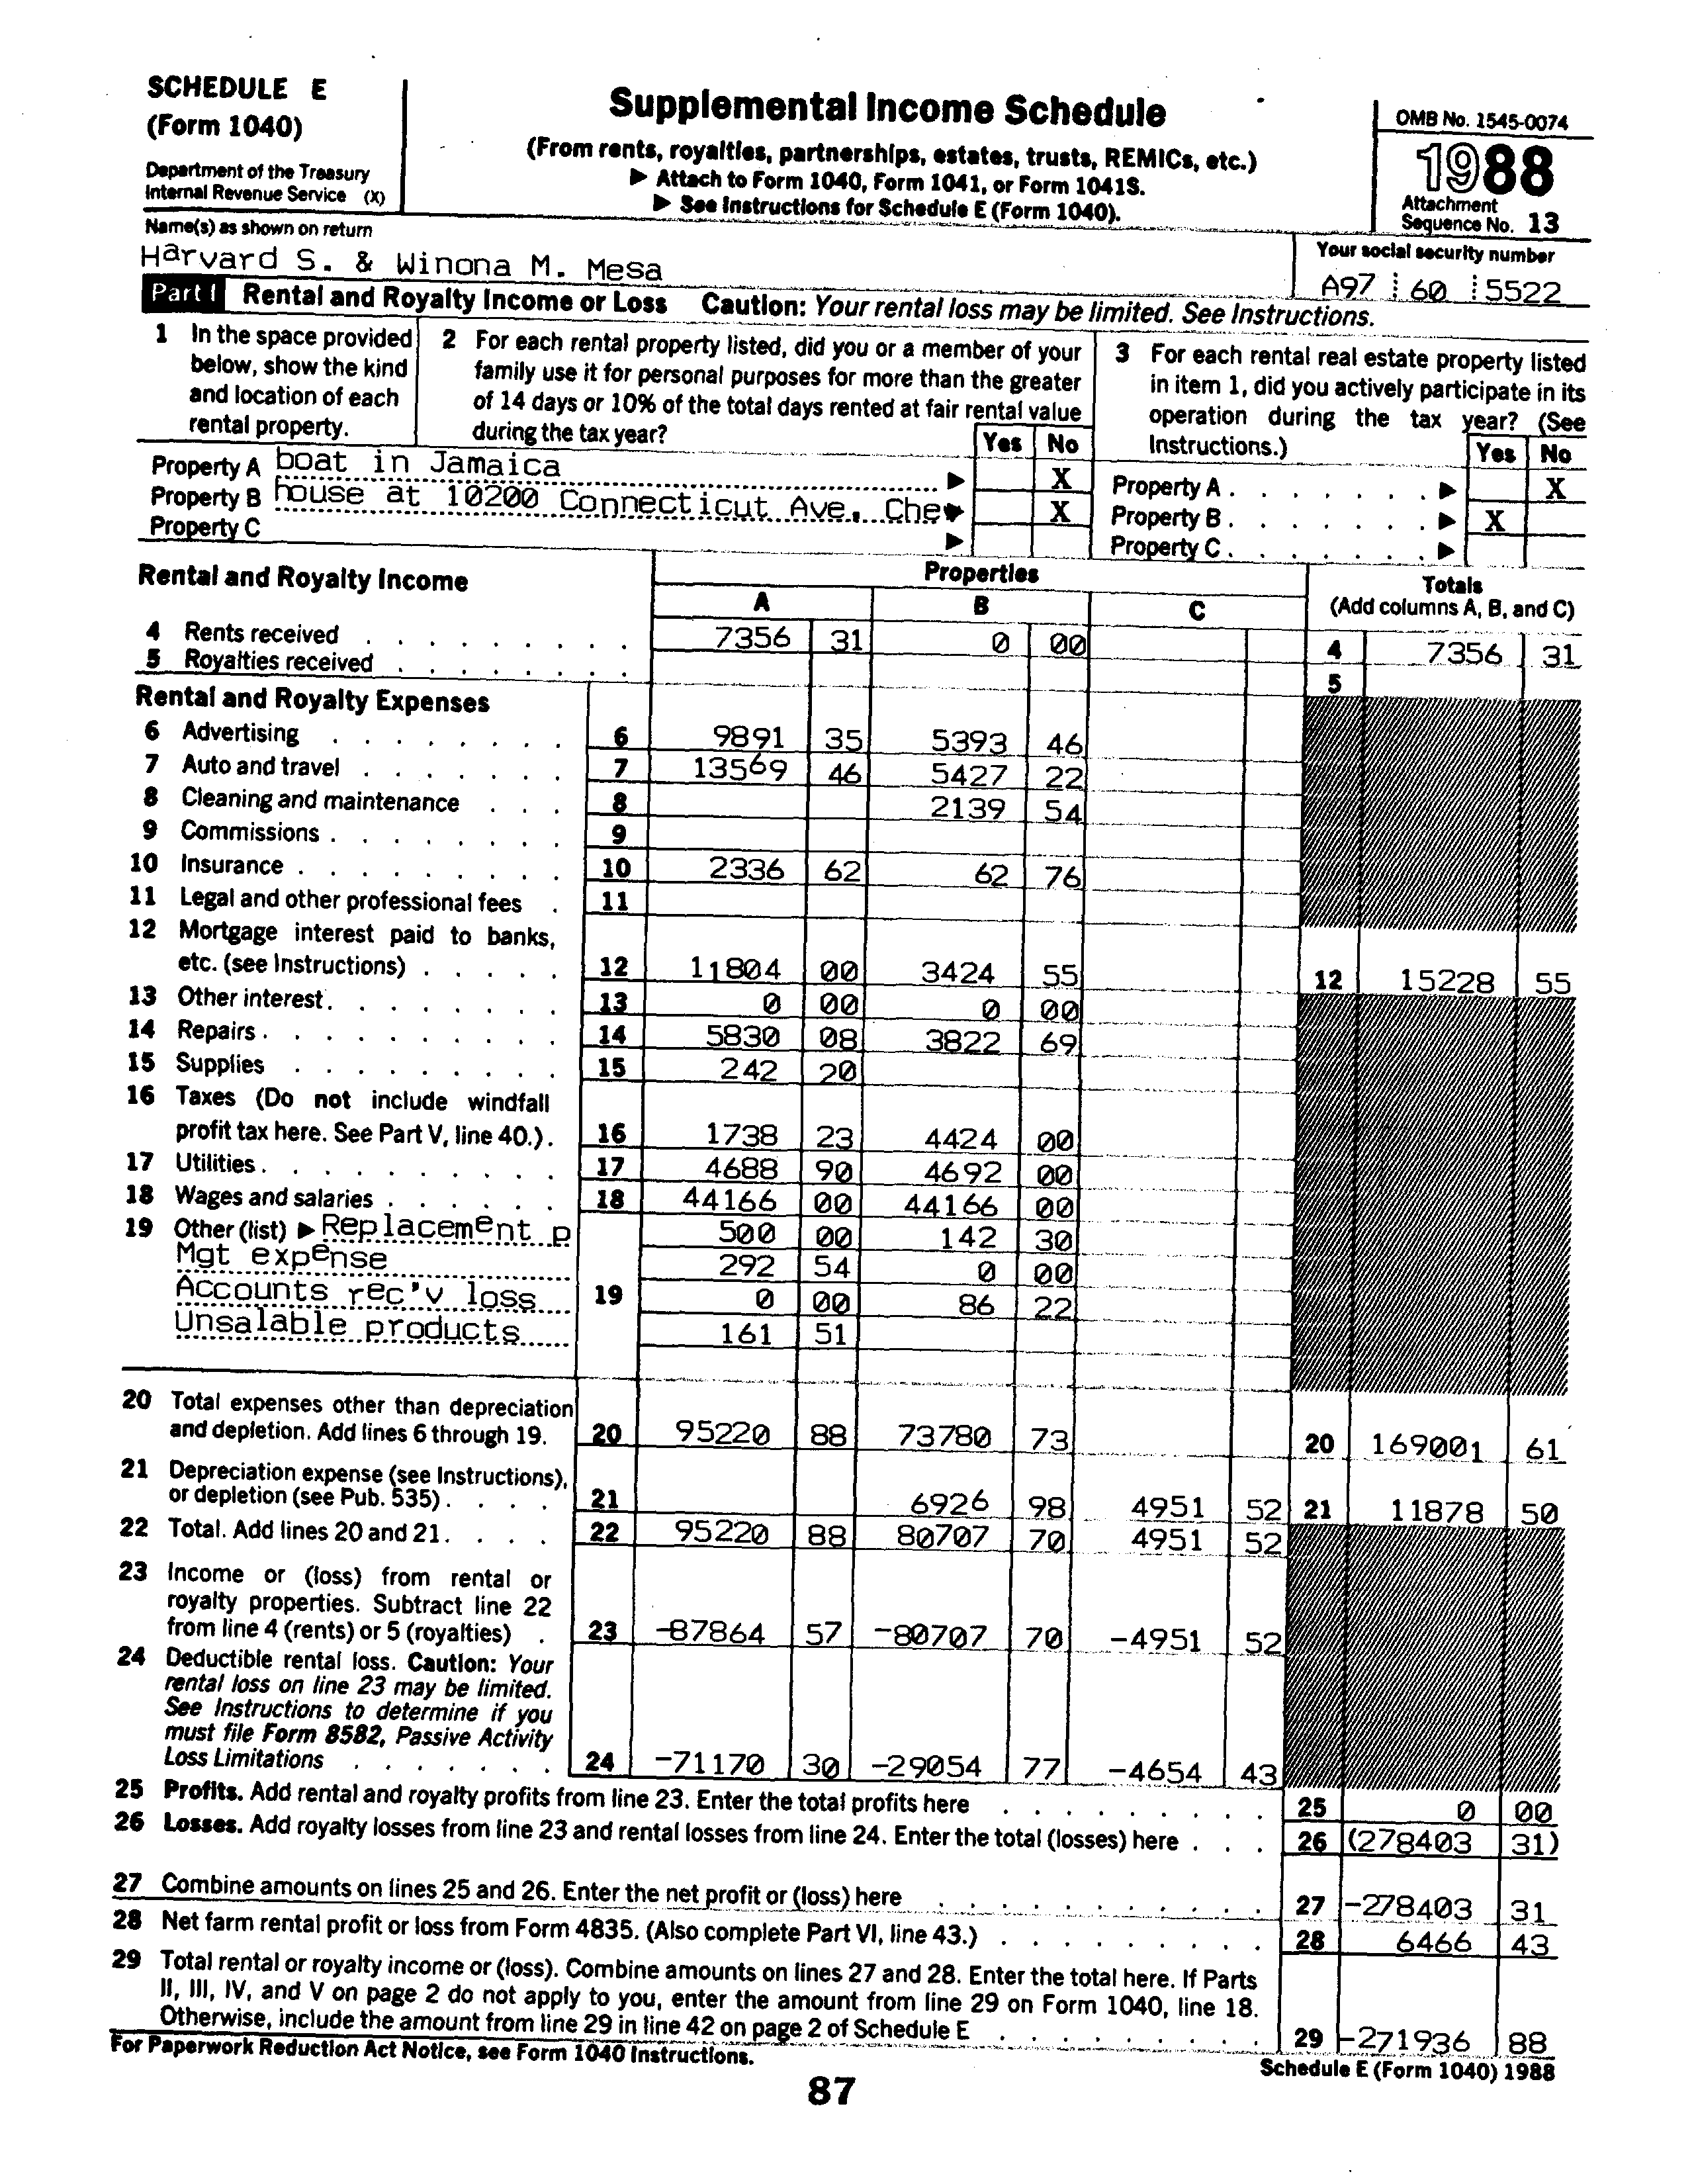 SCHEDULE E
(Form 1040)
Department of the Treasury
Internal Revenue Service (X)
Supplemental Income Schedule
(From rents, royalties, partnerships, estates, trusts, REMICs, etc.)
▶ Attach to Form 1040, Form 1041, or Form 1041S.
▶ See Instructions for Schedule E (Form 1040).
OMB No. 1545-0074
1988
Attachment
Sequence No. 13
Name(s) as shown on return
Harvard S. & Winona M. Mesa
Your social security number
A97 60 5522
Part I Rental and Royalty Income or Loss Caution: Your rental loss may be limited. See Instructions.
1 In the space provided
below, show the kind
and location of each
rental property.
2 For each rental property listed, did you or a member of your
family use it for personal purposes for more than the greater
of 14 days or 10% of the total days rented at fair rental value
during the tax year?
Yes No
3 For each rental real estate property listed
in item 1, did you actively participate in its
operation during the tax year? (See
Instructions.)
Yes No
Property A boat in Jamaica ▶ X
Property B house at 10200 Connecticut Ave, Che ▶ X
Property C ▶
Property A . . . . . . . ▶ X
Property B . . . . . . . ▶ X
Property C . . . . . . . ▶
Rental and Royalty Income
Properties
A B C
Totals
(Add columns A, B, and C)
4 Rents received . . . . . . . . 7356 31 0 00 4 7356 31
5 Royalties received . . . . . . . 5
Rental and Royalty Expenses
6 Advertising . . . . . . . . 6 9891 35 5393 46
7 Auto and travel . . . . . . . 7 13569 46 5427 22
8 Cleaning and maintenance . . . 8 2139 54
9 Commissions . . . . . . . . 9
10 Insurance . . . . . . . . . 10 2336 62 62 76
11 Legal and other professional fees . 11
12 Mortgage interest paid to banks,
etc. (see Instructions) . . . . . 12 11804 00 3424 55 12 15228 55
13 Other interest . . . . . . . . 13 0 00 0 00
14 Repairs . . . . . . . . . . 14 5830 08 3822 69
15 Supplies . . . . . . . . . 15 242 20
16 Taxes (Do not include windfall
profit tax here. See Part V, line 40.) . 16 1738 23 4424 00
17 Utilities . . . . . . . . . . 17 4688 90 4692 00
18 Wages and salaries . . . . . . 18 44166 00 44166 00
19 Other (list) ▶ Replacement p 500 00 142 30
Mgt expense 292 54 0 00
Accounts rec'v loss 19 0 00 86 22
Unsalable products 161 51
20 Total expenses other than depreciation
and depletion. Add lines 6 through 19. 20 95220 88 73780 73 20 169001 61
21 Depreciation expense (see Instructions),
or depletion (see Pub. 535) . . . . 21 6926 98 4951 52 21 11878 50
22 Total. Add lines 20 and 21 . . . . 22 95220 88 80707 70 4951 52
23 Income or (loss) from rental or
royalty properties. Subtract line 22
from line 4 (rents) or 5 (royalties) . 23 -87864 57 -80707 70 -4951 52
24 Deductible rental loss. Caution: Your
rental loss on line 23 may be limited.
See Instructions to determine if you
must file Form 8582, Passive Activity
Loss Limitations . . . . . . . 24 -71170 30 -29054 77 -4654 43
25 Profits. Add rental and royalty profits from line 23. Enter the total profits here . . . . . . . . . 25 0 00
26 Losses. Add royalty losses from line 23 and rental losses from line 24. Enter the total (losses) here . . . 26 (278403 31)
27 Combine amounts on lines 25 and 26. Enter the net profit or (loss) here . . . . . . . . . . . 27 -278403 31
28 Net farm rental profit or loss from Form 4835. (Also complete Part VI, line 43.) . . . . . . . . . 28 6466 43
29 Total rental or royalty income or (loss). Combine amounts on lines 27 and 28. Enter the total here. If Parts
II, III, IV, and V on page 2 do not apply to you, enter the amount from line 29 on Form 1040, line 18.
Otherwise, include the amount from line 29 in line 42 on page 2 of Schedule E . . . . . . . . . 29 -271936 88
For Paperwork Reduction Act Notice, see Form 1040 Instructions.
Schedule E (Form 1040) 1988
87